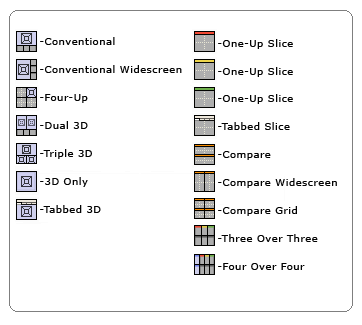 -Conventional
-Conventional Widescreen
-Four-Up
-Dual 3D
-Triple 3D
-3D Only
-Tabbed 3D
-One-Up Slice
-One-Up Slice
-One-Up Slice
-Tabbed Slice
-Compare
-Compare Widescreen
-Compare Grid
-Three Over Three
-Four Over Four